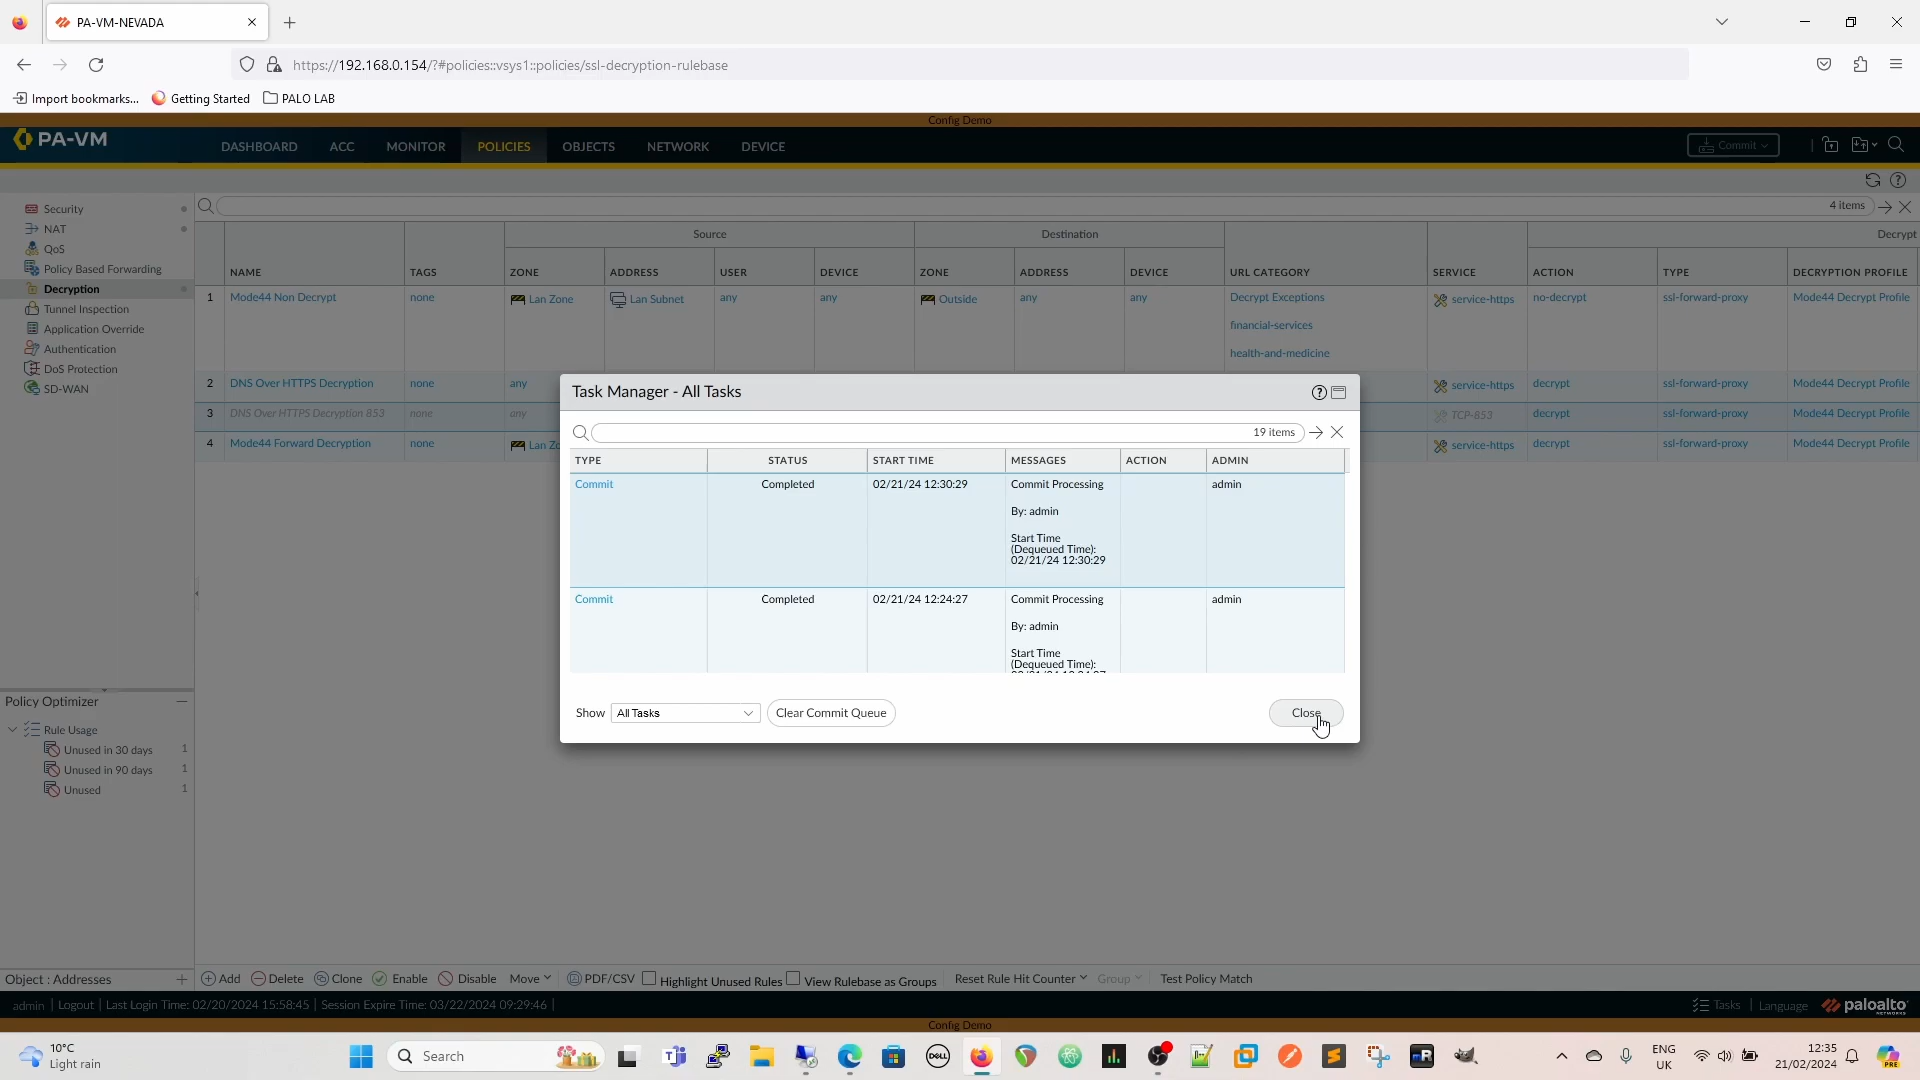 PA-VM-NEVADA
https://192.168.0.154/?#policies::vsys1::policies/ssl-decryption-rulebase
Import bookmarks... Getting Started PALO LAB
Config Demo
PA-VM DASHBOARD ACC MONITOR POLICIES OBJECTS NETWORK DEVICE Commit
Security
NAT
QoS
Policy Based Forwarding
Decryption
Tunnel Inspection
Application Override
Authentication
DoS Protection
SD-WAN
4 items
Source Destination Decrypt
NAME TAGS ZONE ADDRESS USER DEVICE ZONE ADDRESS DEVICE URL CATEGORY SERVICE ACTION TYPE DECRYPTION PROFILE
1 Mode44 Non Decrypt none Lan Zone Lan Subnet any any Outside any any Decrypt Exceptions service-https no-decrypt ssl-forward-proxy Mode44 Decrypt Profile
financial-services
health-and-medicine
2 DNS Over HTTPS Decryption none any service-https decrypt ssl-forward-proxy Mode44 Decrypt Profile
3 DNS Over HTTPS Decryption 853 none any TCP-853 decrypt ssl-forward-proxy Mode44 Decrypt Profile
4 Mode44 Forward Decryption none Lan Zo service-https decrypt ssl-forward-proxy Mode44 Decrypt Profile
Task Manager - All Tasks
19 items
TYPE STATUS START TIME MESSAGES ACTION ADMIN
Commit Completed 02/21/24 12:30:29 Commit Processing admin
By: admin
Start Time
(Dequeued Time):
02/21/24 12:30:29
Commit Completed 02/21/24 12:24:27 Commit Processing admin
By: admin
Start Time
(Dequeued Time):
Show All Tasks Clear Commit Queue Close
Policy Optimizer
Rule Usage
Unused in 30 days 1
Unused in 90 days 1
Unused 1
Object : Addresses
Add Delete Clone Enable Disable Move PDF/CSV Highlight Unused Rules View Rulebase as Groups Reset Rule Hit Counter Group Test Policy Match
admin | Logout | Last Login Time: 02/20/2024 15:58:45 | Session Expire Time: 03/22/2024 09:29:46 | Tasks | Language paloalto NETWORKS
Config Demo
10°C
Light rain
Search
DELL
PRE
ENG
UK
12:35
21/02/2024